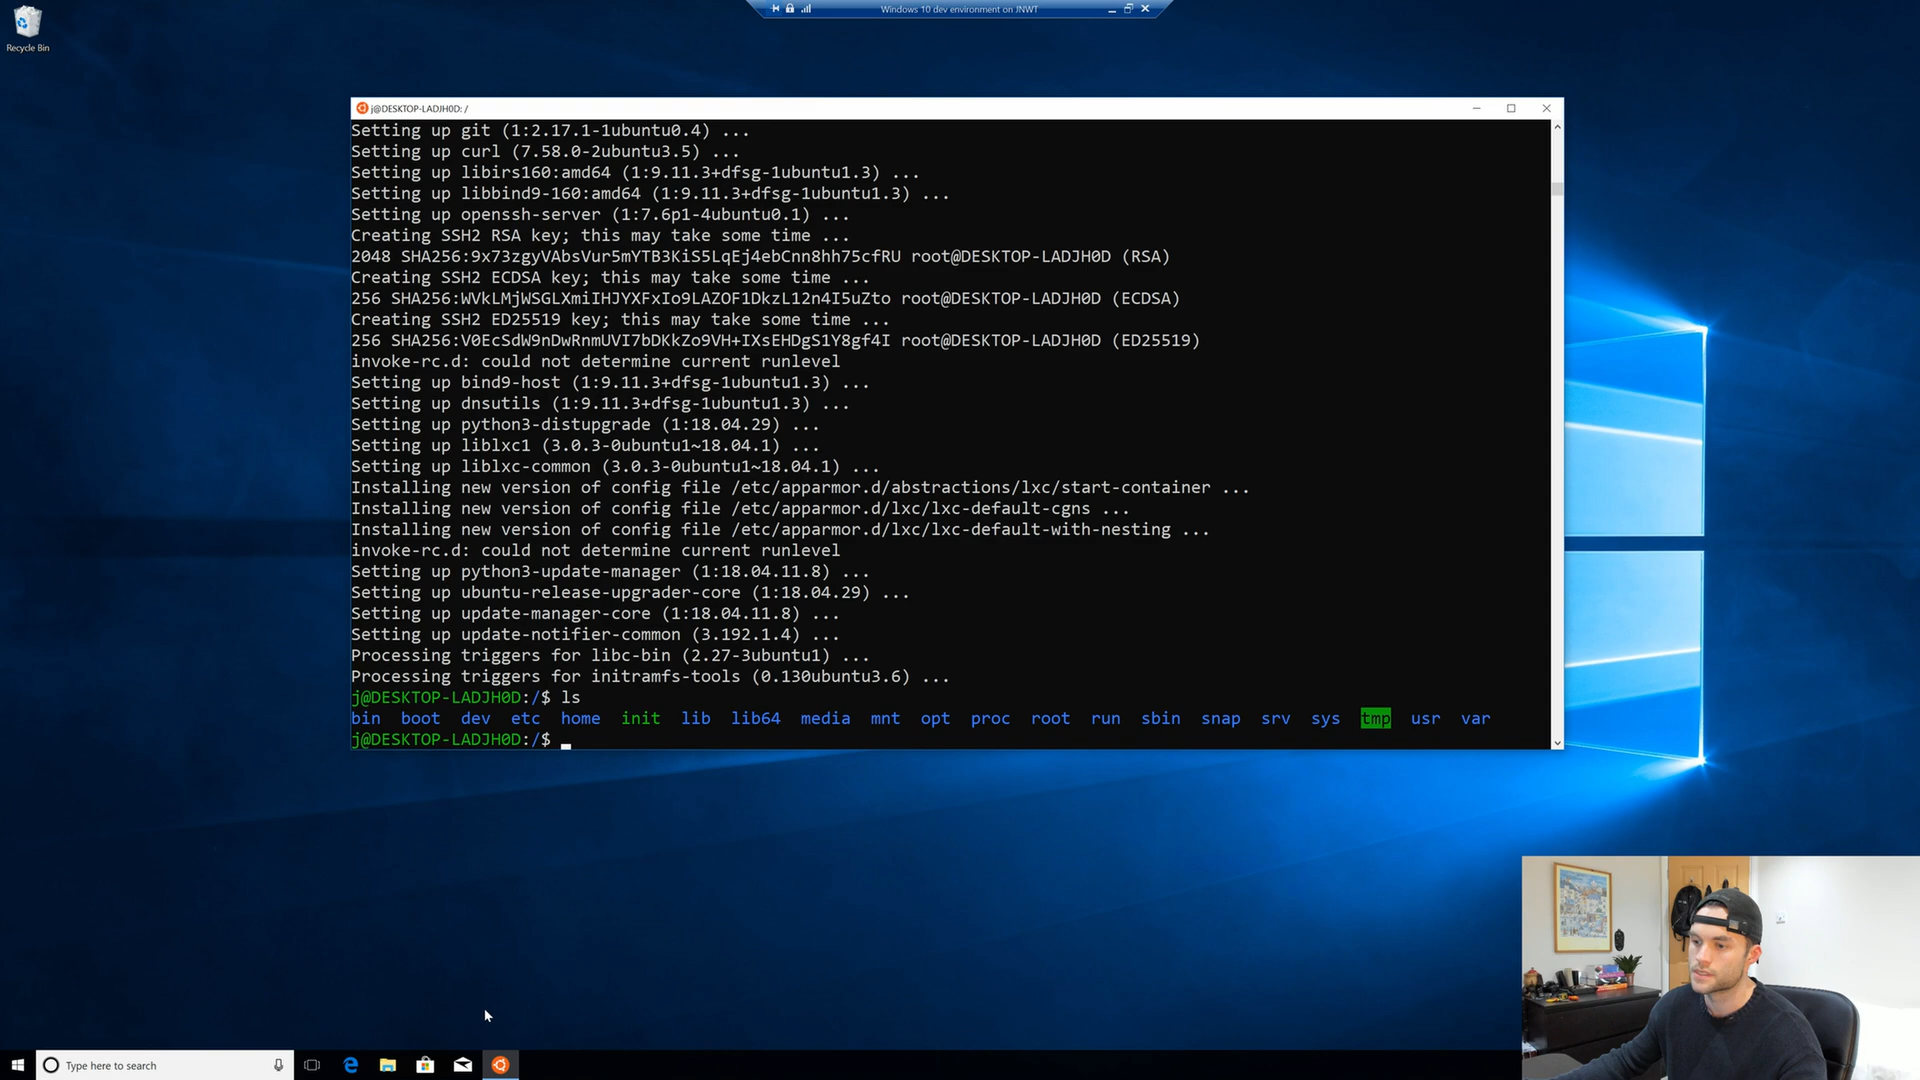 Windows 10 dev environment on JNWT
Recycle Bin
j@DESKTOP-LADJH0D: /
Setting up git (1:2.17.1-1ubuntu0.4) ...
Setting up curl (7.58.0-2ubuntu3.5) ...
Setting up libirs160:amd64 (1:9.11.3+dfsg-1ubuntu1.3) ...
Setting up libbind9-160:amd64 (1:9.11.3+dfsg-1ubuntu1.3) ...
Setting up openssh-server (1:7.6p1-4ubuntu0.1) ...
Creating SSH2 RSA key; this may take some time ...
2048 SHA256:9x73zgyVAbsVur5mYTB3KiS5LqEj4ebCnn8hh75cfRU root@DESKTOP-LADJH0D (RSA)
Creating SSH2 ECDSA key; this may take some time ...
256 SHA256:WVkLMjWSGLXmiIHJYXFxIo9LAZOF1DkzL12n4I5uZto root@DESKTOP-LADJH0D (ECDSA)
Creating SSH2 ED25519 key; this may take some time ...
256 SHA256:V0EcSdW9nDwRnmUVI7bDKkZo9VH+IXsEHDgS1Y8gf4I root@DESKTOP-LADJH0D (ED25519)
invoke-rc.d: could not determine current runlevel
Setting up bind9-host (1:9.11.3+dfsg-1ubuntu1.3) ...
Setting up dnsutils (1:9.11.3+dfsg-1ubuntu1.3) ...
Setting up python3-distupgrade (1:18.04.29) ...
Setting up liblxc1 (3.0.3-0ubuntu1~18.04.1) ...
Setting up liblxc-common (3.0.3-0ubuntu1~18.04.1) ...
Installing new version of config file /etc/apparmor.d/abstractions/lxc/start-container ...
Installing new version of config file /etc/apparmor.d/lxc/lxc-default-cgns ...
Installing new version of config file /etc/apparmor.d/lxc/lxc-default-with-nesting ...
invoke-rc.d: could not determine current runlevel
Setting up python3-update-manager (1:18.04.11.8) ...
Setting up ubuntu-release-upgrader-core (1:18.04.29) ...
Setting up update-manager-core (1:18.04.11.8) ...
Setting up update-notifier-common (3.192.1.4) ...
Processing triggers for libc-bin (2.27-3ubuntu1) ...
Processing triggers for initramfs-tools (0.130ubuntu3.6) ...
j@DESKTOP-LADJH0D:/$ ls
bin boot dev etc home init lib lib64 media mnt opt proc root run sbin snap srv sys tmp usr var
j@DESKTOP-LADJH0D:/$
Type here to search